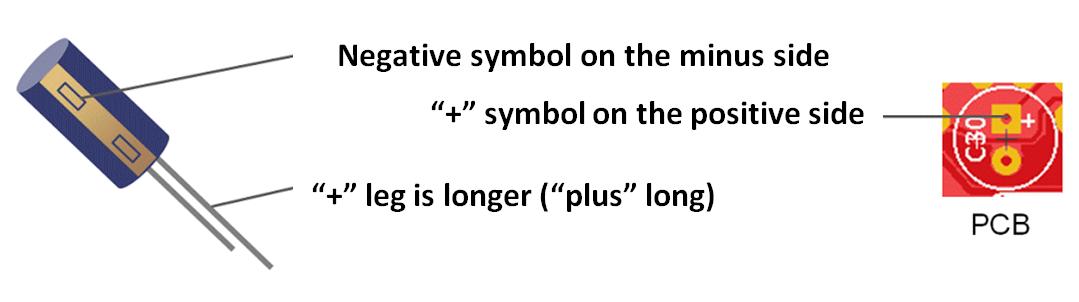 Negative symbol on the minus side
“+” symbol on the positive side
“+” leg is longer (“plus” long)
C30
+
PCB